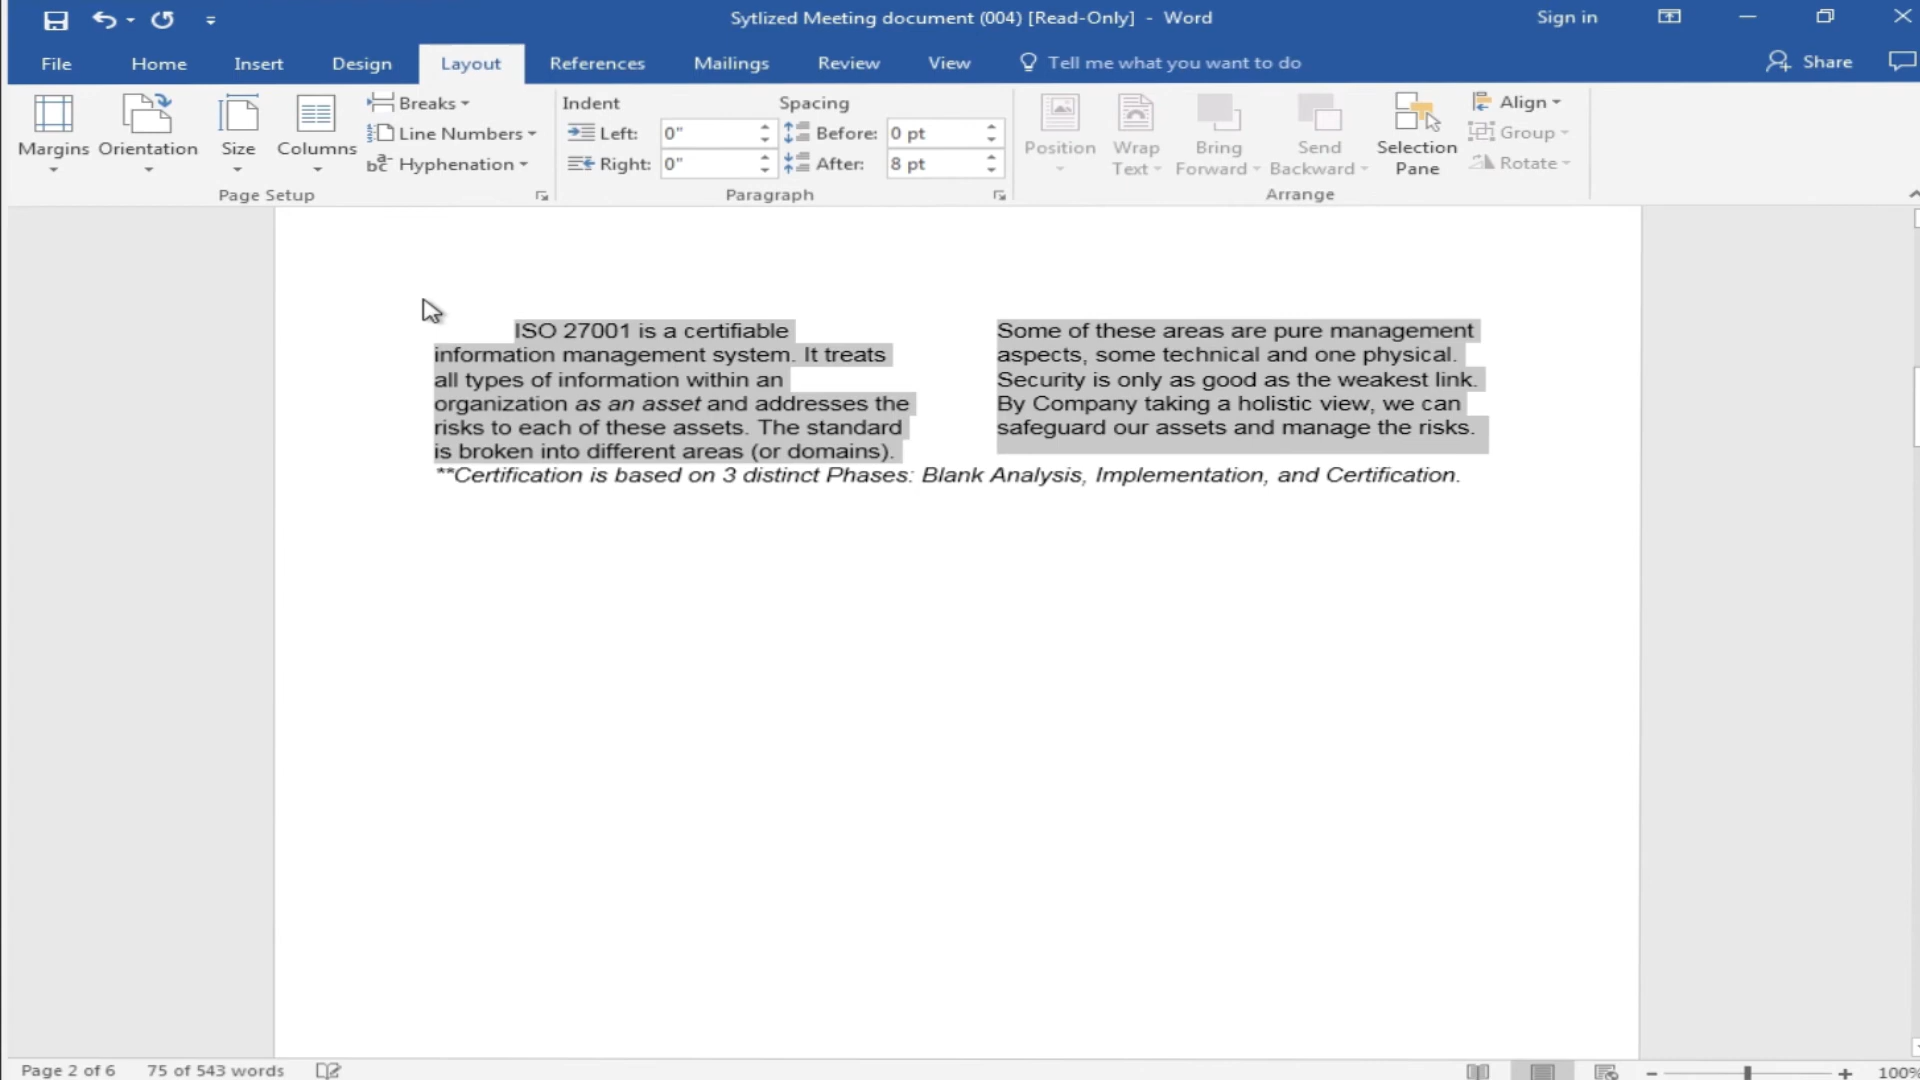 Sytlized Meeting document (004) [Read-Only] - Word
Sign in
File Home Insert Design Layout References Mailings Review View Tell me what you want to do Share
Margins Orientation Size Columns
Breaks
Line Numbers
Hyphenation
Page Setup
Indent
Left: 0"
Right: 0"
Spacing
Before: 0 pt
After: 8 pt
Paragraph
Position
Wrap Text
Bring Forward
Send Backward
Selection Pane
Align
Group
Rotate
Arrange
ISO 27001 is a certifiable
information management system. It treats
all types of information within an
organization as an asset and addresses the
risks to each of these assets. The standard
is broken into different areas (or domains).
Some of these areas are pure management
aspects, some technical and one physical.
Security is only as good as the weakest link.
By Company taking a holistic view, we can
safeguard our assets and manage the risks.
**Certification is based on 3 distinct Phases: Blank Analysis, Implementation, and Certification.
Page 2 of 6 75 of 543 words 100%